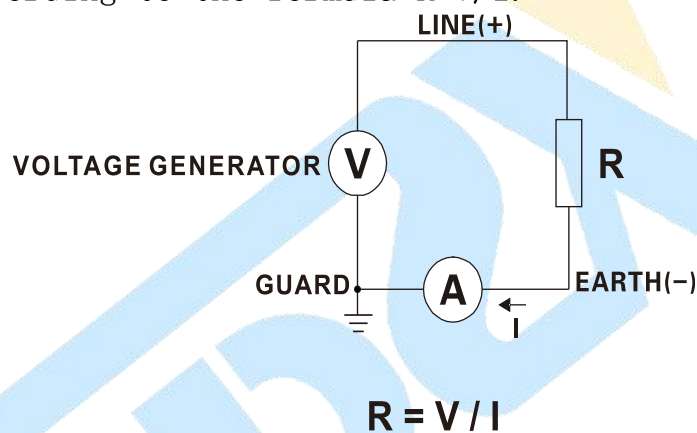 LINE(+)
VOLTAGE GENERATOR V R
GUARD A EARTH(−)
I
R = V / I